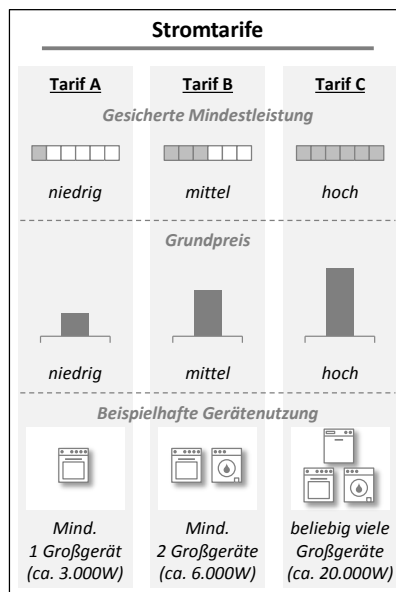 Stromtarife
Tarif A Tarif B Tarif C
Gesicherte Mindestleistung
niedrig mittel hoch
Grundpreis
niedrig mittel hoch
Beispielhafte Gerätenutzung
Mind. Mind. beliebig viele
1 Großgerät 2 Großgeräte Großgeräte
(ca. 3.000W) (ca. 6.000W) (ca. 20.000W)